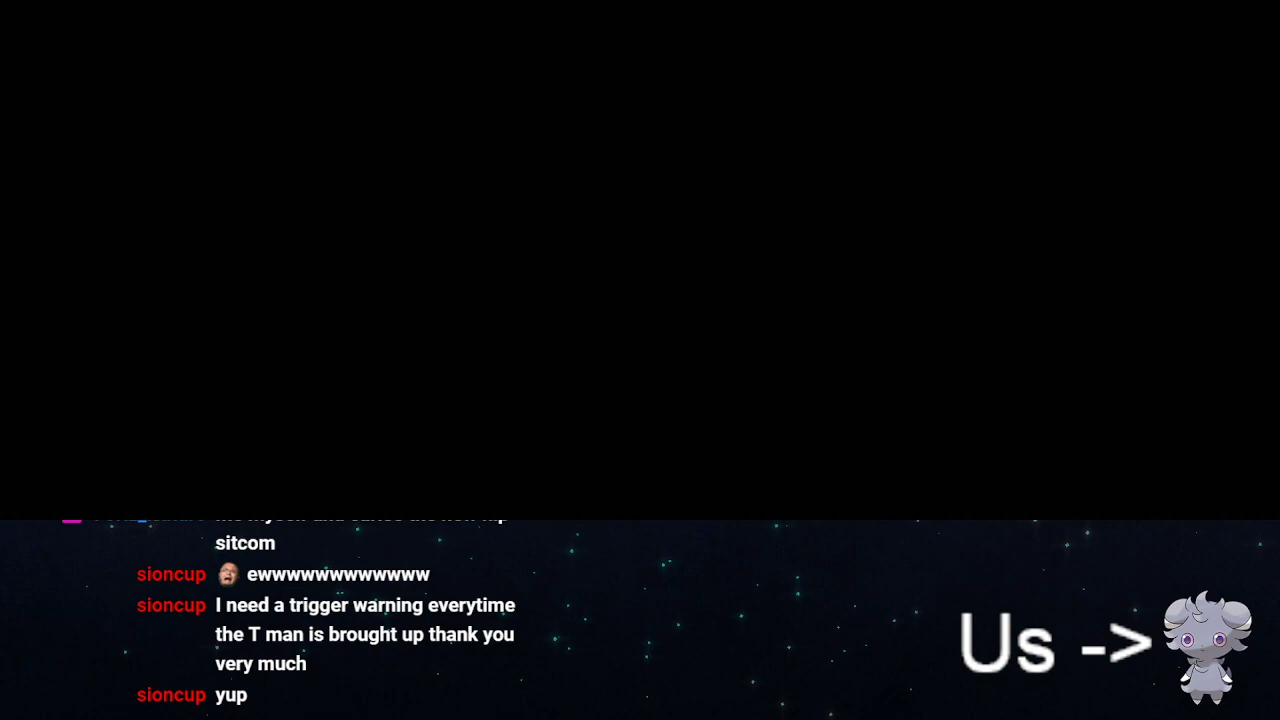 sitcom
sioncup ewwwwwwwwwwww
sioncup I need a trigger warning everytime
the T man is brought up thank you
very much
sioncup yup
Us ->